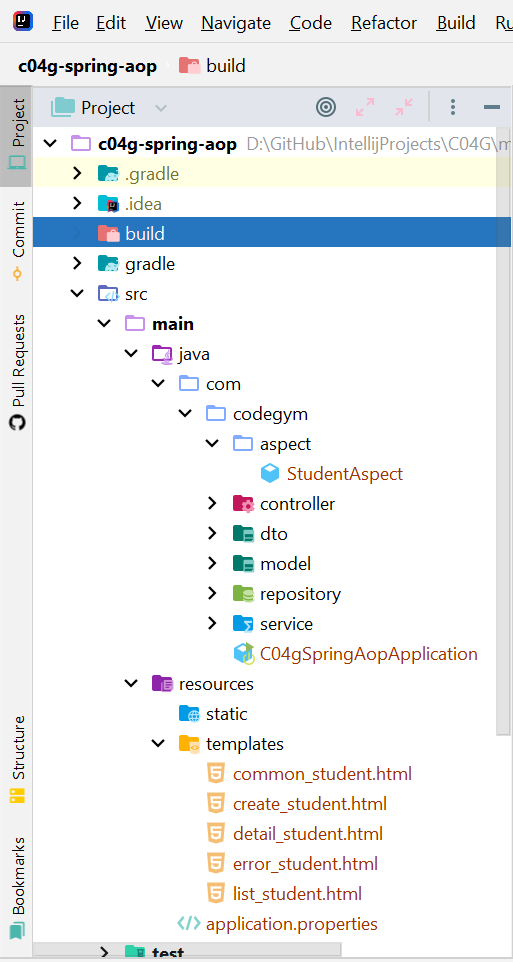 File Edit View Navigate Code Refactor Build
c04g-spring-aop build
Project
Project
c04g-spring-aop D:\GitHub\IntellijProjects\C04G\m
.gradle
.idea
build
Commit
gradle
src
main
Pull Requests
java
com
codegym
aspect
StudentAspect
controller
dto
model
repository
service
C04gSpringAopApplication
resources
static
Structure
templates
common_student.html
create_student.html
detail_student.html
error_student.html
Bookmarks
list_student.html
application.properties
test